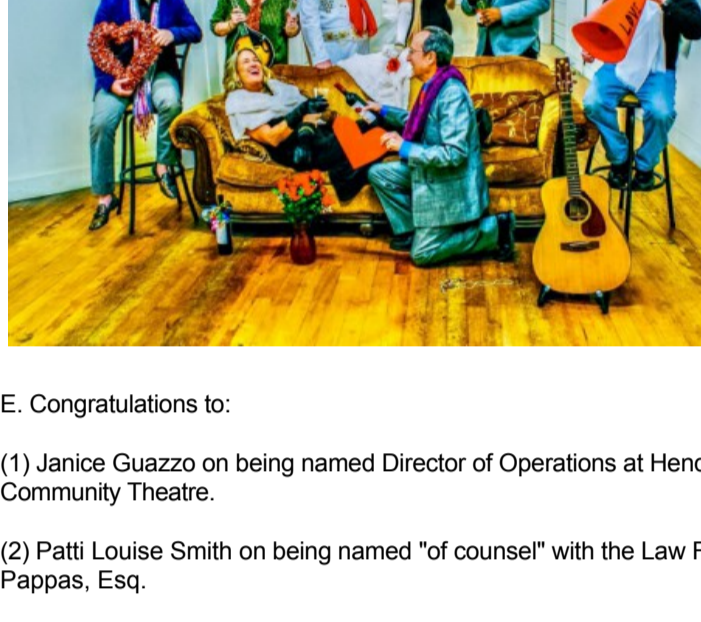 LOVE
E. Congratulations to:
(1) Janice Guazzo on being named Director of Operations at
Community Theatre.
(2) Patti Louise Smith on being named "of counsel" with the Law
Pappas, Esq.